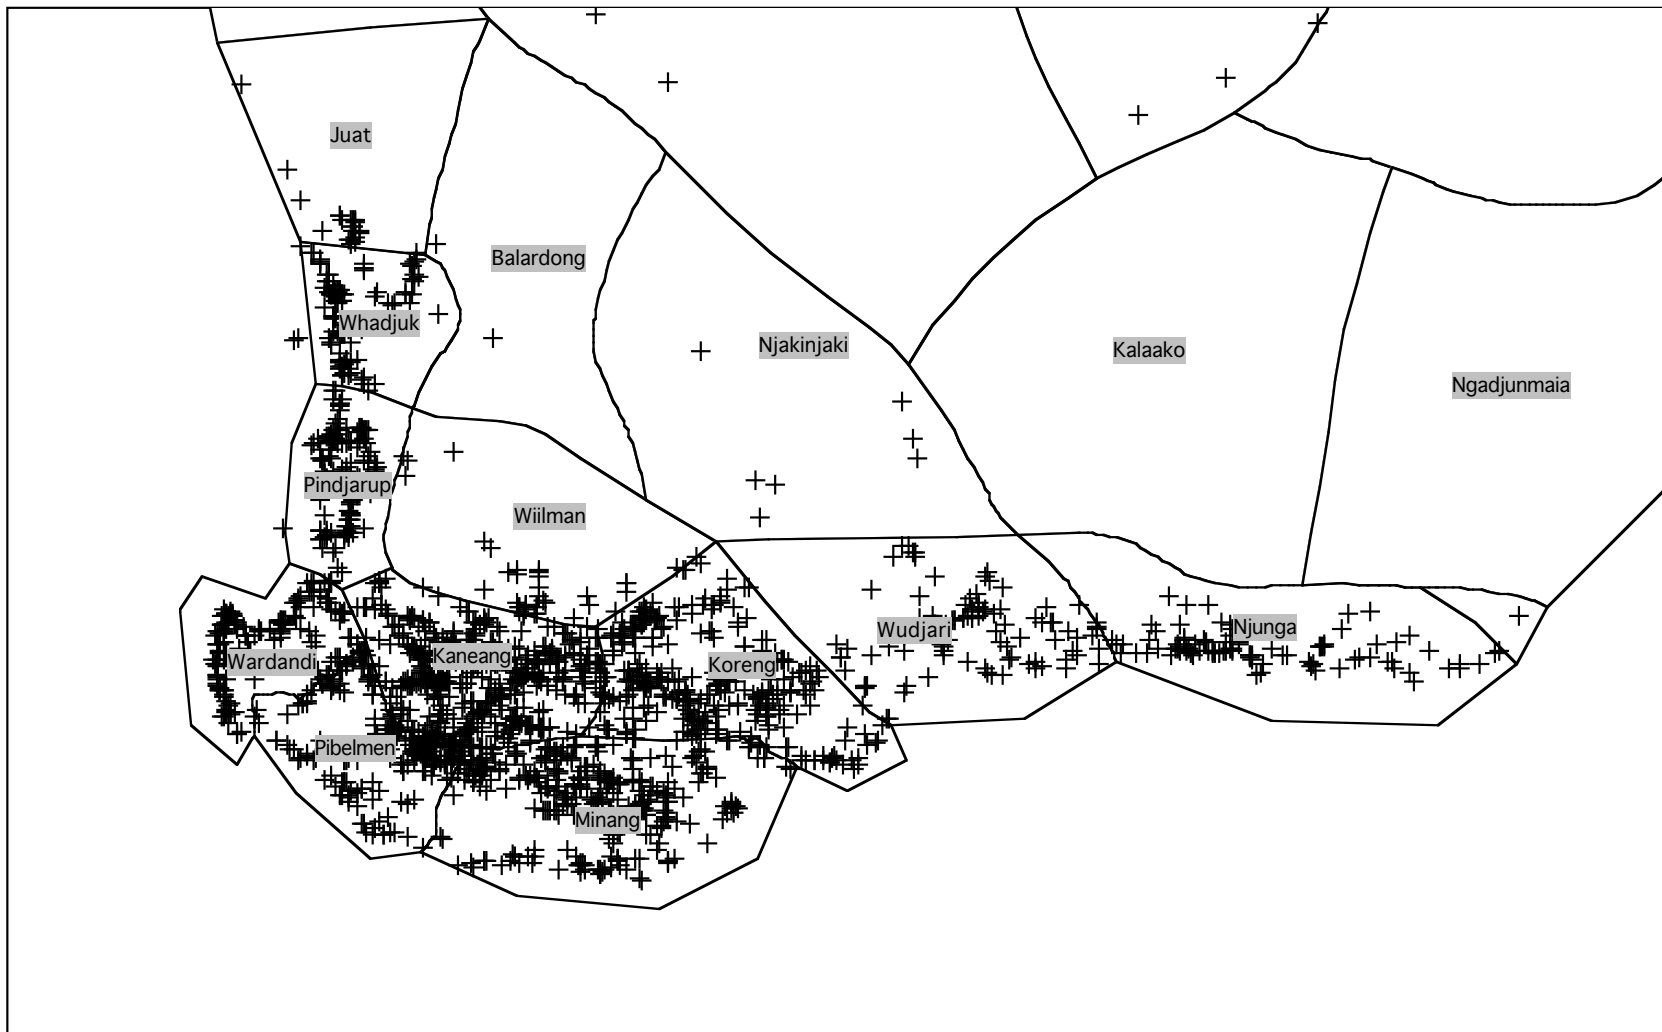 Juat
Balardong
Whadjuk
Njakinjaki
Kalaako
Ngadjunmaia
Pindjarup
Wiilman
Wudjari
Njunga
Kaneang
Wardandi
Koreng
Pibelmen
Minang